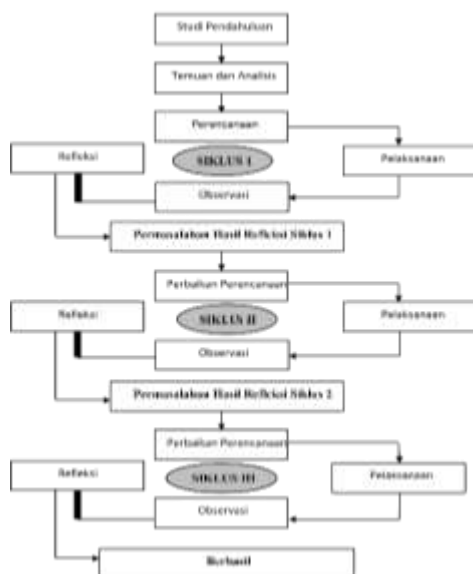 Studi Pendahuluan
Temuan dan Analisis
Perencanaan
Refleksi
SIKLUS I
Pelaksanaan
Observasi
Permasalahan Hasil Refleksi Siklus 1
Perbaikan Perencanaan
Refleksi
SIKLUS II
Pelaksanaan
Observasi
Permasalahan Hasil Refleksi Siklus 2
Perbaikan Perencanaan
Refleksi
SIKLUS III
Pelaksanaan
Observasi
Berhasil